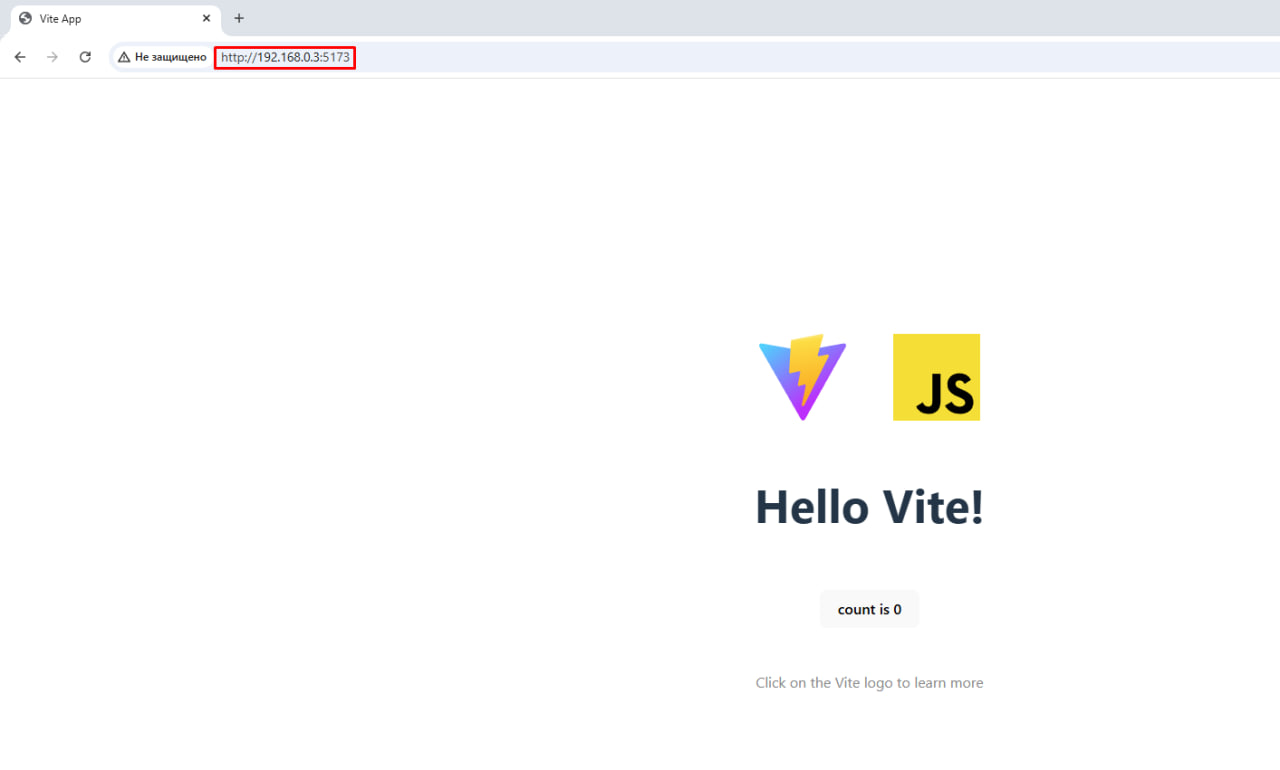 Vite App
Не защищено http://192.168.0.3:5173
JS
Hello Vite!
count is 0
Click on the Vite logo to learn more